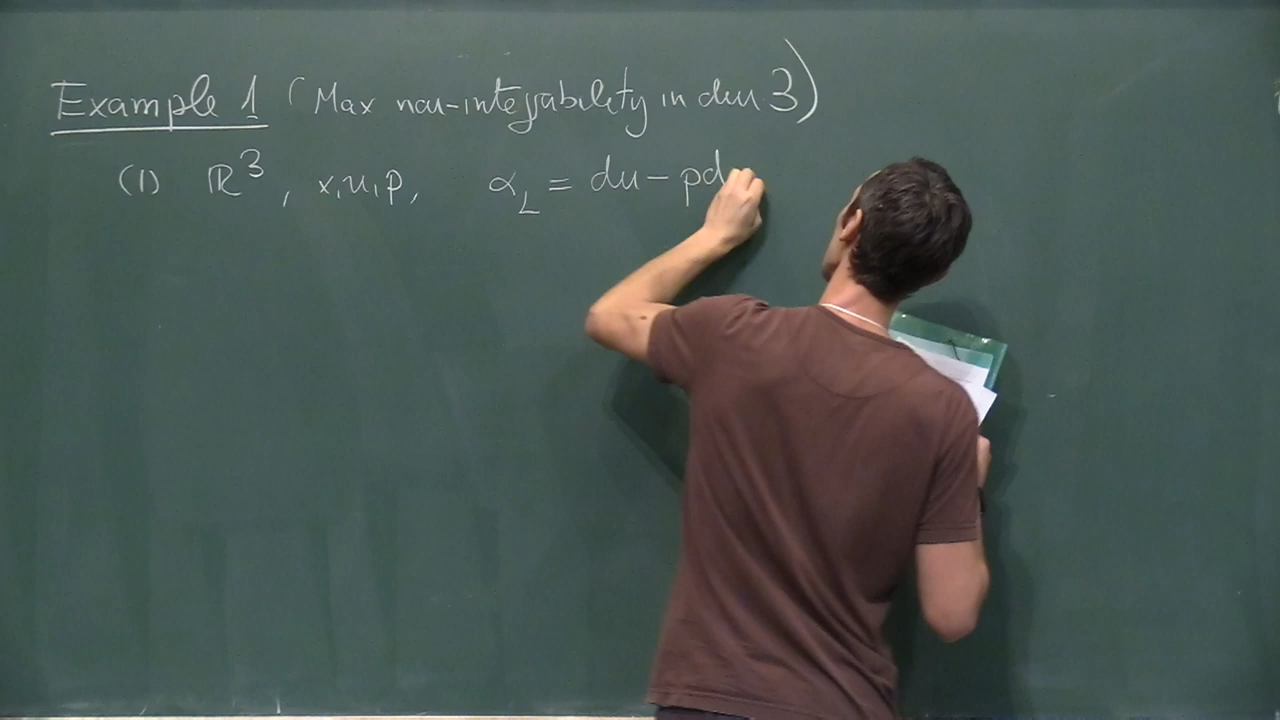 Example 1 (Max non-integrability in dim 3)
(1) ℝ³, x,u,p, α_L = du - pd